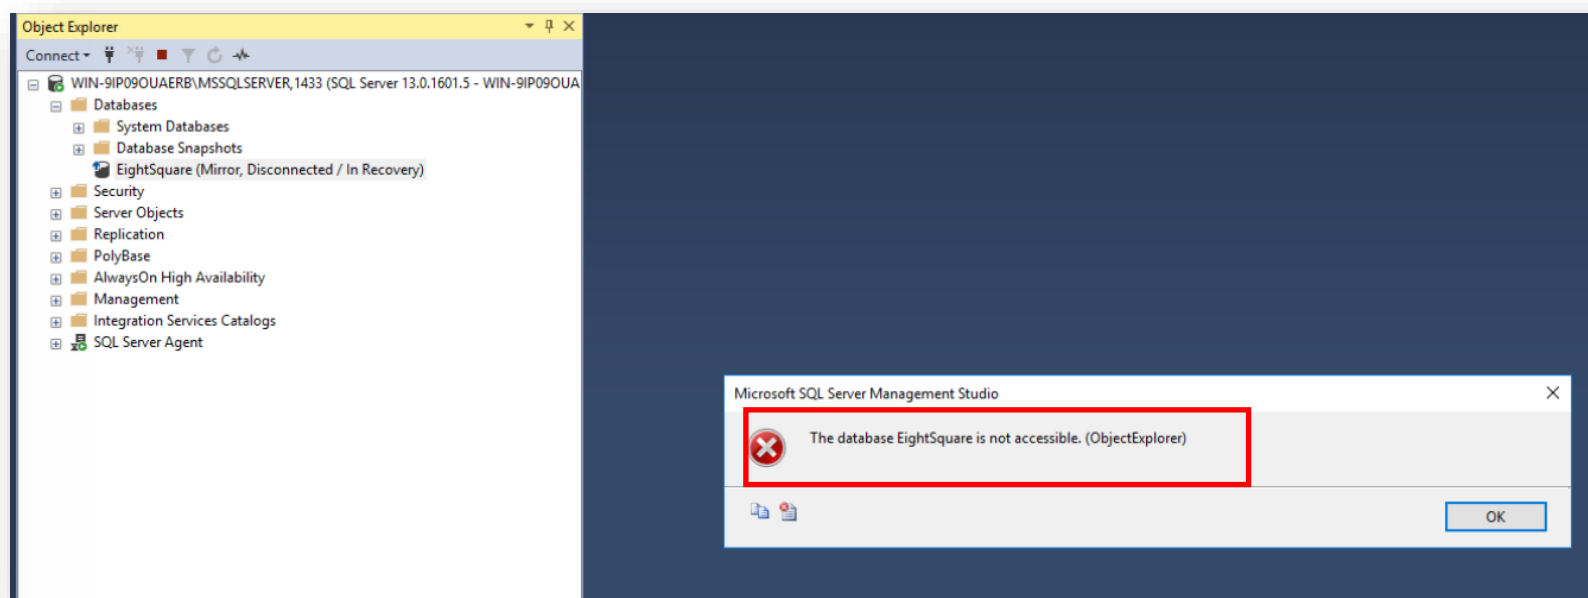 Object Explorer
Connect
WIN-9IP09OUAERB\MSSQLSERVER,1433 (SQL Server 13.0.1601.5 - WIN-9IP09OUA
Databases
System Databases
Database Snapshots
EightSquare (Mirror, Disconnected / In Recovery)
Security
Server Objects
Replication
PolyBase
AlwaysOn High Availability
Management
Integration Services Catalogs
SQL Server Agent
Microsoft SQL Server Management Studio
The database EightSquare is not accessible. (ObjectExplorer)
OK